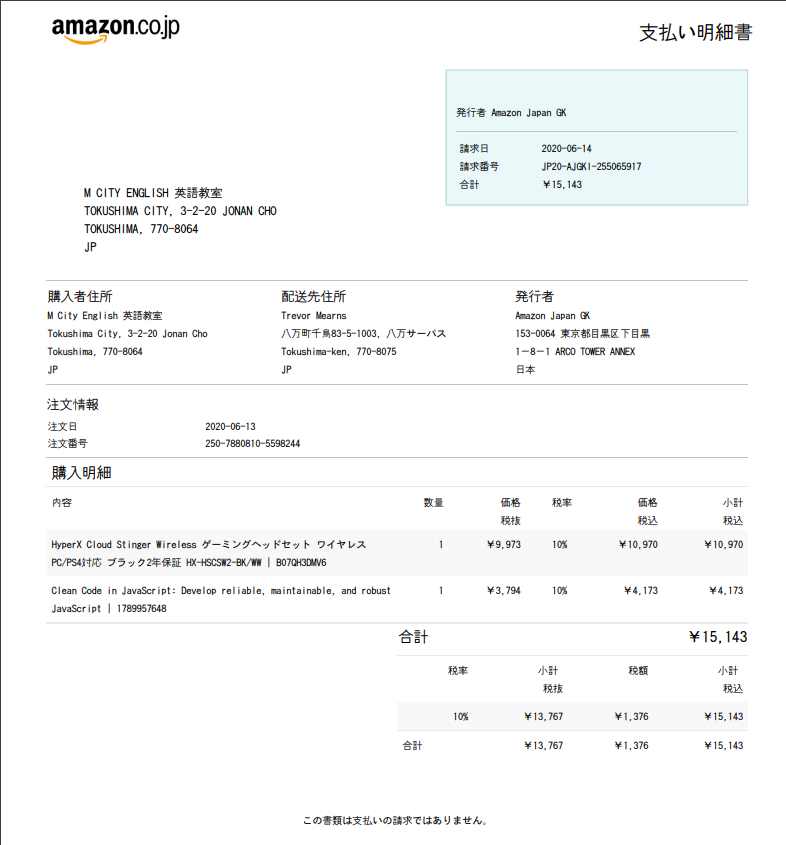 amazon.co.jp
支払い明細書
発行者 Amazon Japan GK
請求日 2020-06-14
請求番号 JP20-AJGKI-255065917
合計 ￥15,143
M CITY ENGLISH 英語教室
TOKUSHIMA CITY, 3-2-20 JONAN CHO
TOKUSHIMA, 770-8064
JP
購入者住所
M City English 英語教室
Tokushima City, 3-2-20 Jonan Cho
Tokushima, 770-8064
JP
配送先住所
Trevor Mearns
八万町千鳥83-5-1003, 八万サーパス
Tokushima-ken, 770-8075
JP
発行者
Amazon Japan GK
153-0064 東京都目黒区下目黒
1－8－1 ARCO TOWER ANNEX
日本
注文情報
注文日 2020-06-13
注文番号 250-7880810-5598244
購入明細
内容 数量 価格 税率 価格 小計
税抜 税込 税込
HyperX Cloud Stinger Wireless ゲーミングヘッドセット ワイヤレス 1 ￥9,973 10% ￥10,970 ￥10,970
PC/PS4対応 ブラック2年保証 HX-HSCSW2-BK/WW | B07QH3DMV6
Clean Code in JavaScript: Develop reliable, maintainable, and robust 1 ￥3,794 10% ￥4,173 ￥4,173
JavaScript | 1789957648
合計 ￥15,143
税率 小計 税額 小計
税抜 税込
10% ￥13,767 ￥1,376 ￥15,143
合計 ￥13,767 ￥1,376 ￥15,143
この書類は支払いの請求ではありません。